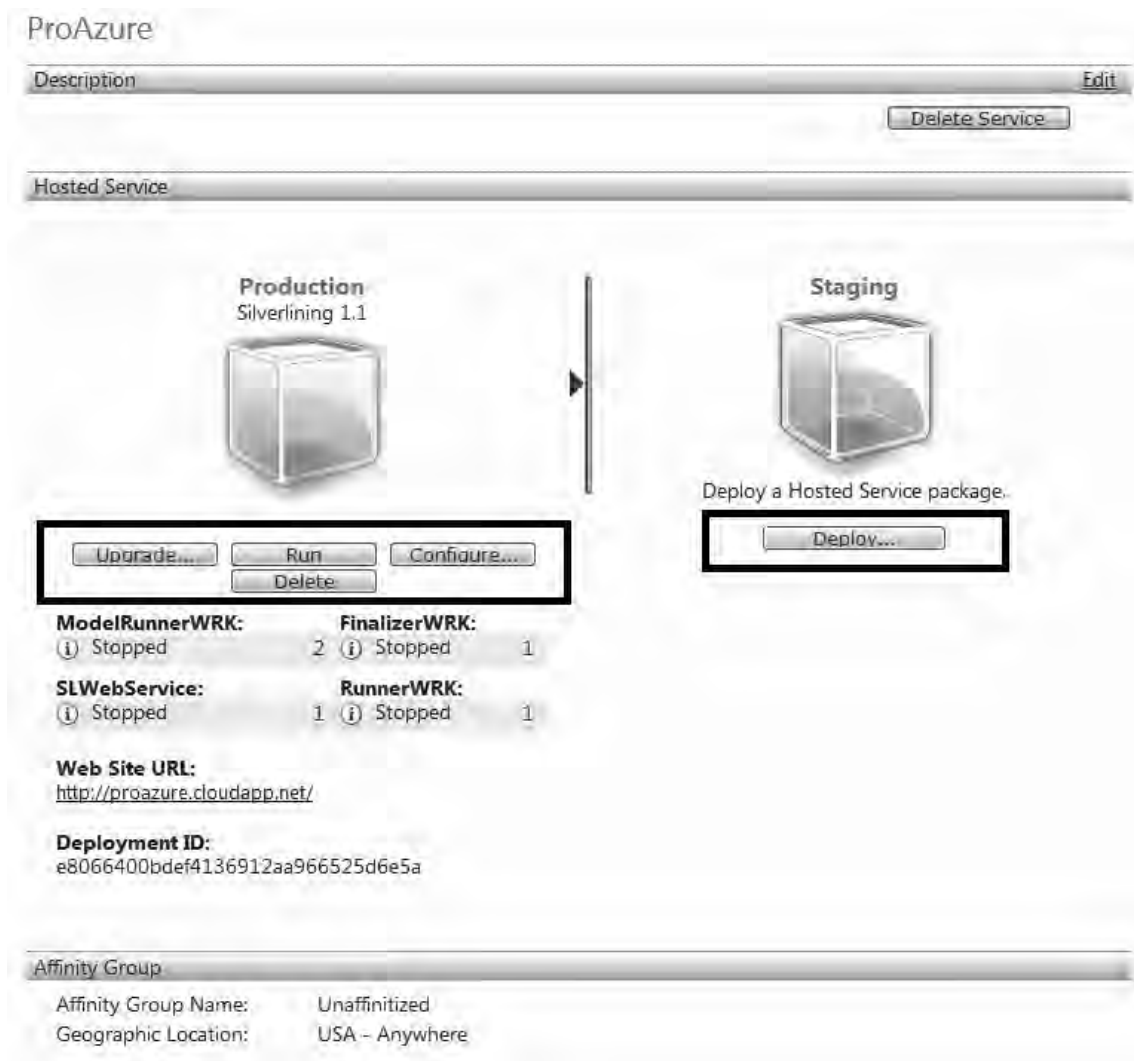 ProAzure
Description Edit
Delete Service
Hosted Service
Production
Silverlining 1.1
Staging
Deploy a Hosted Service package.
Upgrade... Run Configure...
Delete
Deploy...
ModelRunnerWRK: FinalizerWRK:
Stopped 2 Stopped 1
SLWebService: RunnerWRK:
Stopped 1 Stopped 1
Web Site URL:
http://proazure.cloudapp.net/
Deployment ID:
e8066400bdef4136912aa966525d6e5a
Affinity Group
Affinity Group Name: Unaffinitized
Geographic Location: USA - Anywhere